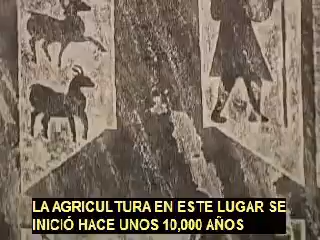 LA AGRICULTURA EN ESTE LUGAR SE
INICIÓ HACE UNOS 10,000 AÑOS